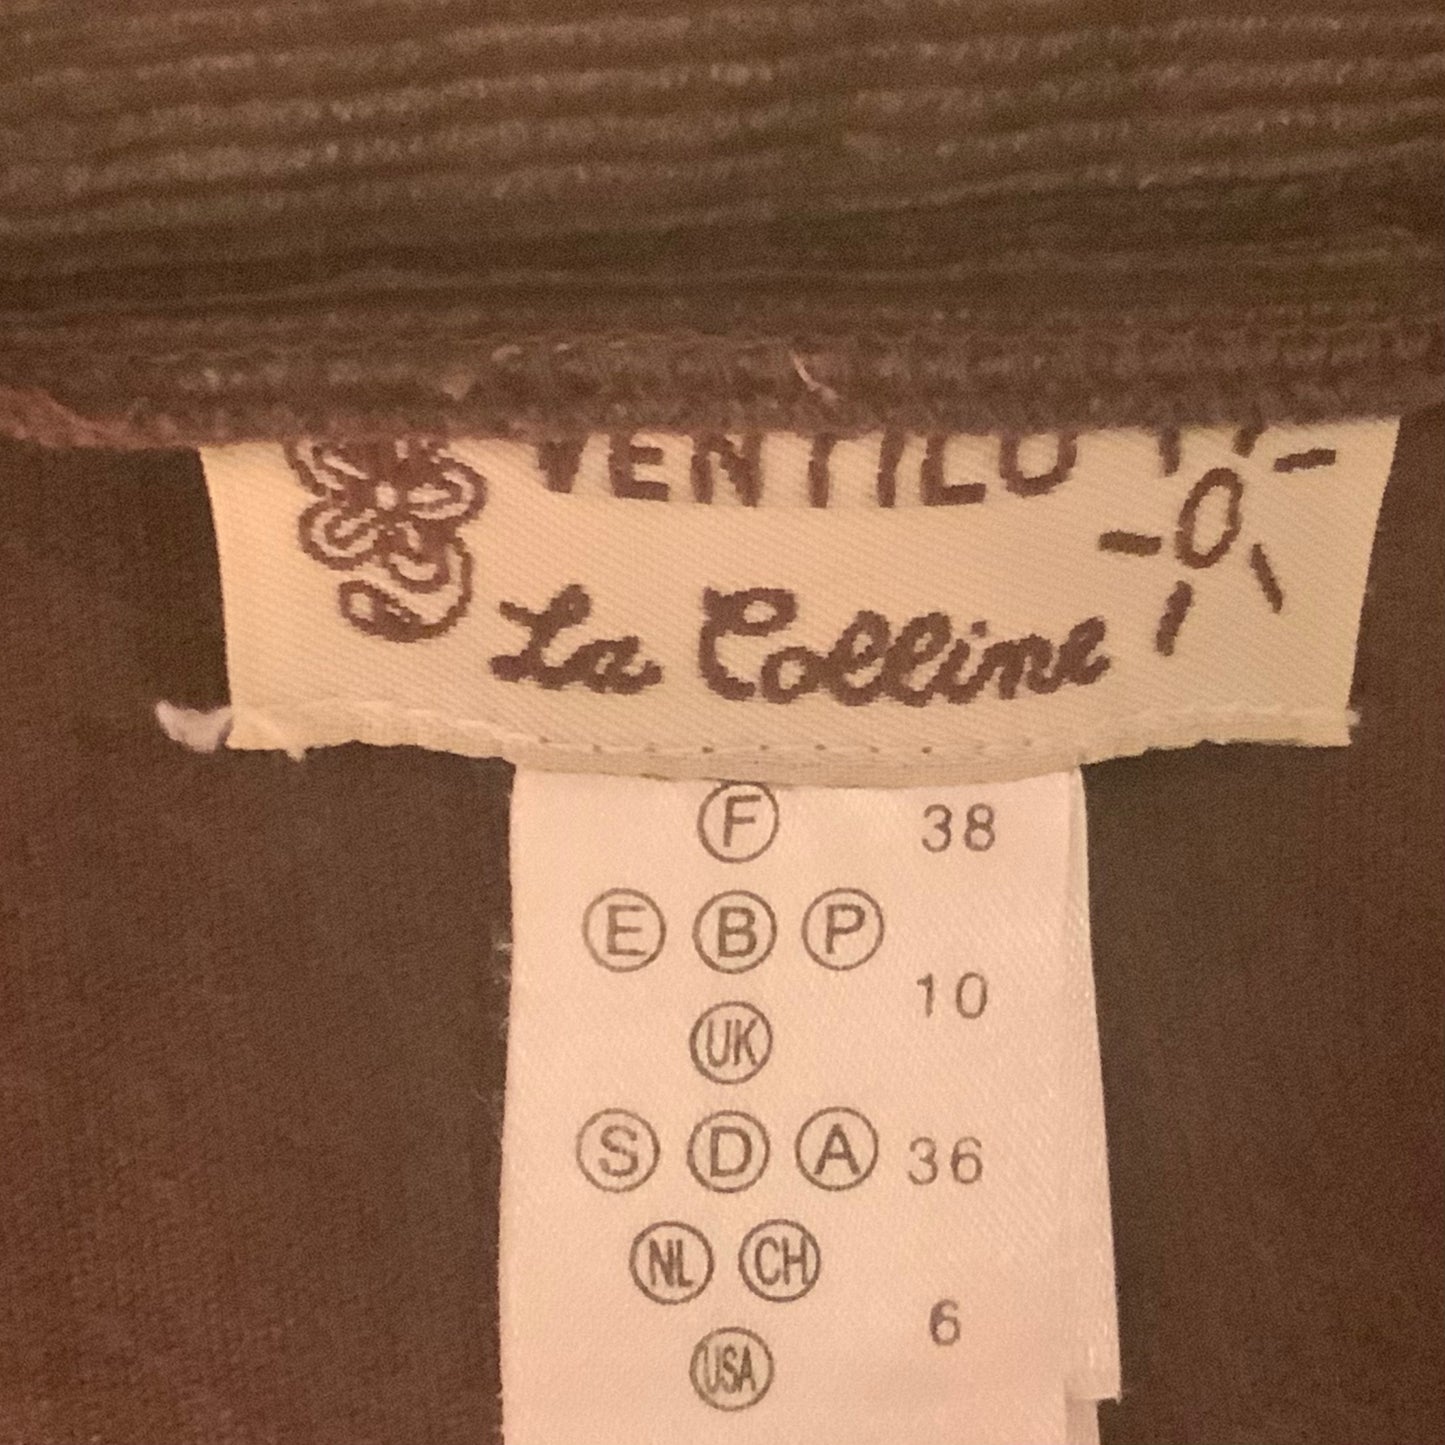 VENTILO
La Colline
F 38
E B P
10
UK
S D A 36
NL CH
6
USA